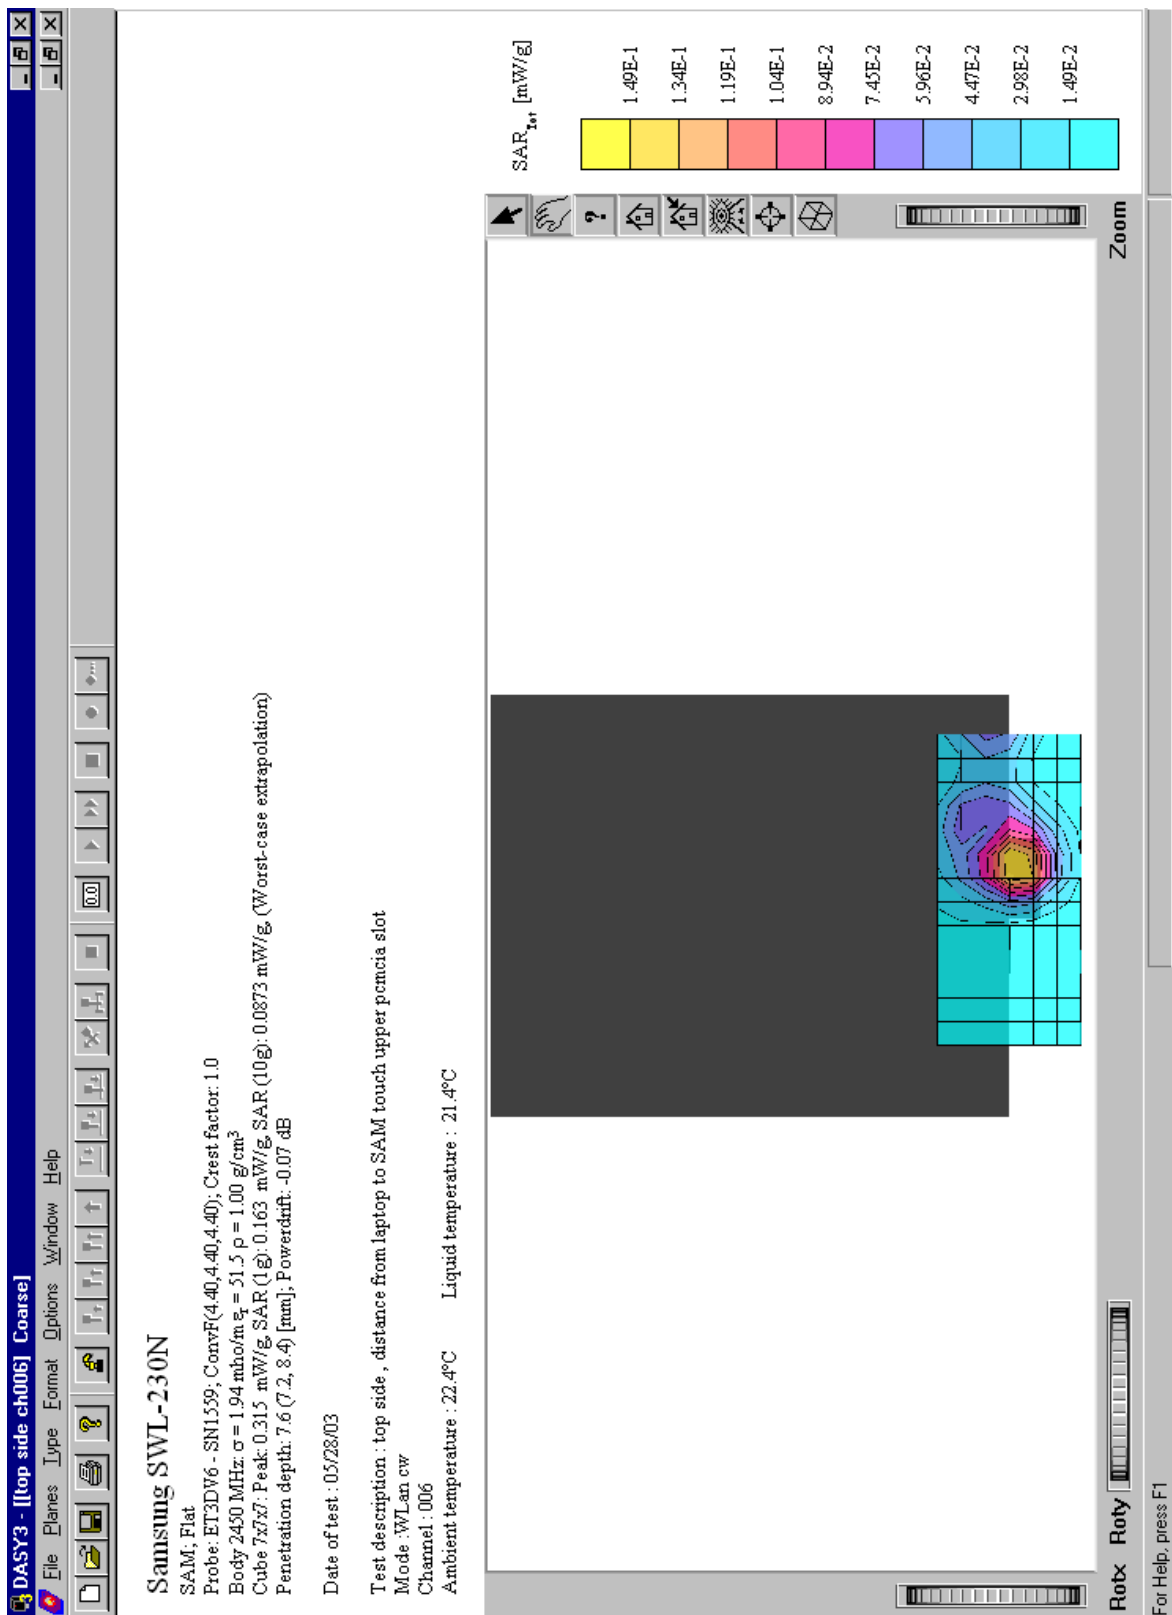 DASY3 - [[top side ch006] Coarse]
File Planes Type Format Options Window Help
Samsung SWL-230N
SAM; Flat
Probe: ET3DV6 - SN1559; ConvF(4.40,4.40,4.40); Crest factor: 1.0
Body 2450 MHz: σ = 1.94 mho/m εr = 51.5 ρ = 1.00 g/cm³
Cube 7x7x7: Peak: 0.315 mW/g, SAR (1g): 0.163 mW/g, SAR (10g): 0.0873 mW/g, (Worst-case extrapolation)
Penetration depth: 7.6 (7.2, 8.4) [mm]; Powerdrift: -0.07 dB
Date of test : 05/28/03
Test description : top side , distance from laptop to SAM touch upper pcmcia slot
Mode :WLan cw
Channel : 006
Ambient temperature : 22.4°C Liquid temperature : 21.4°C
SAR Tot [mW/g]
1.49E-1
1.34E-1
1.19E-1
1.04E-1
8.94E-2
7.45E-2
5.96E-2
4.47E-2
2.98E-2
1.49E-2
Rotx Roty Zoom
For Help, press F1